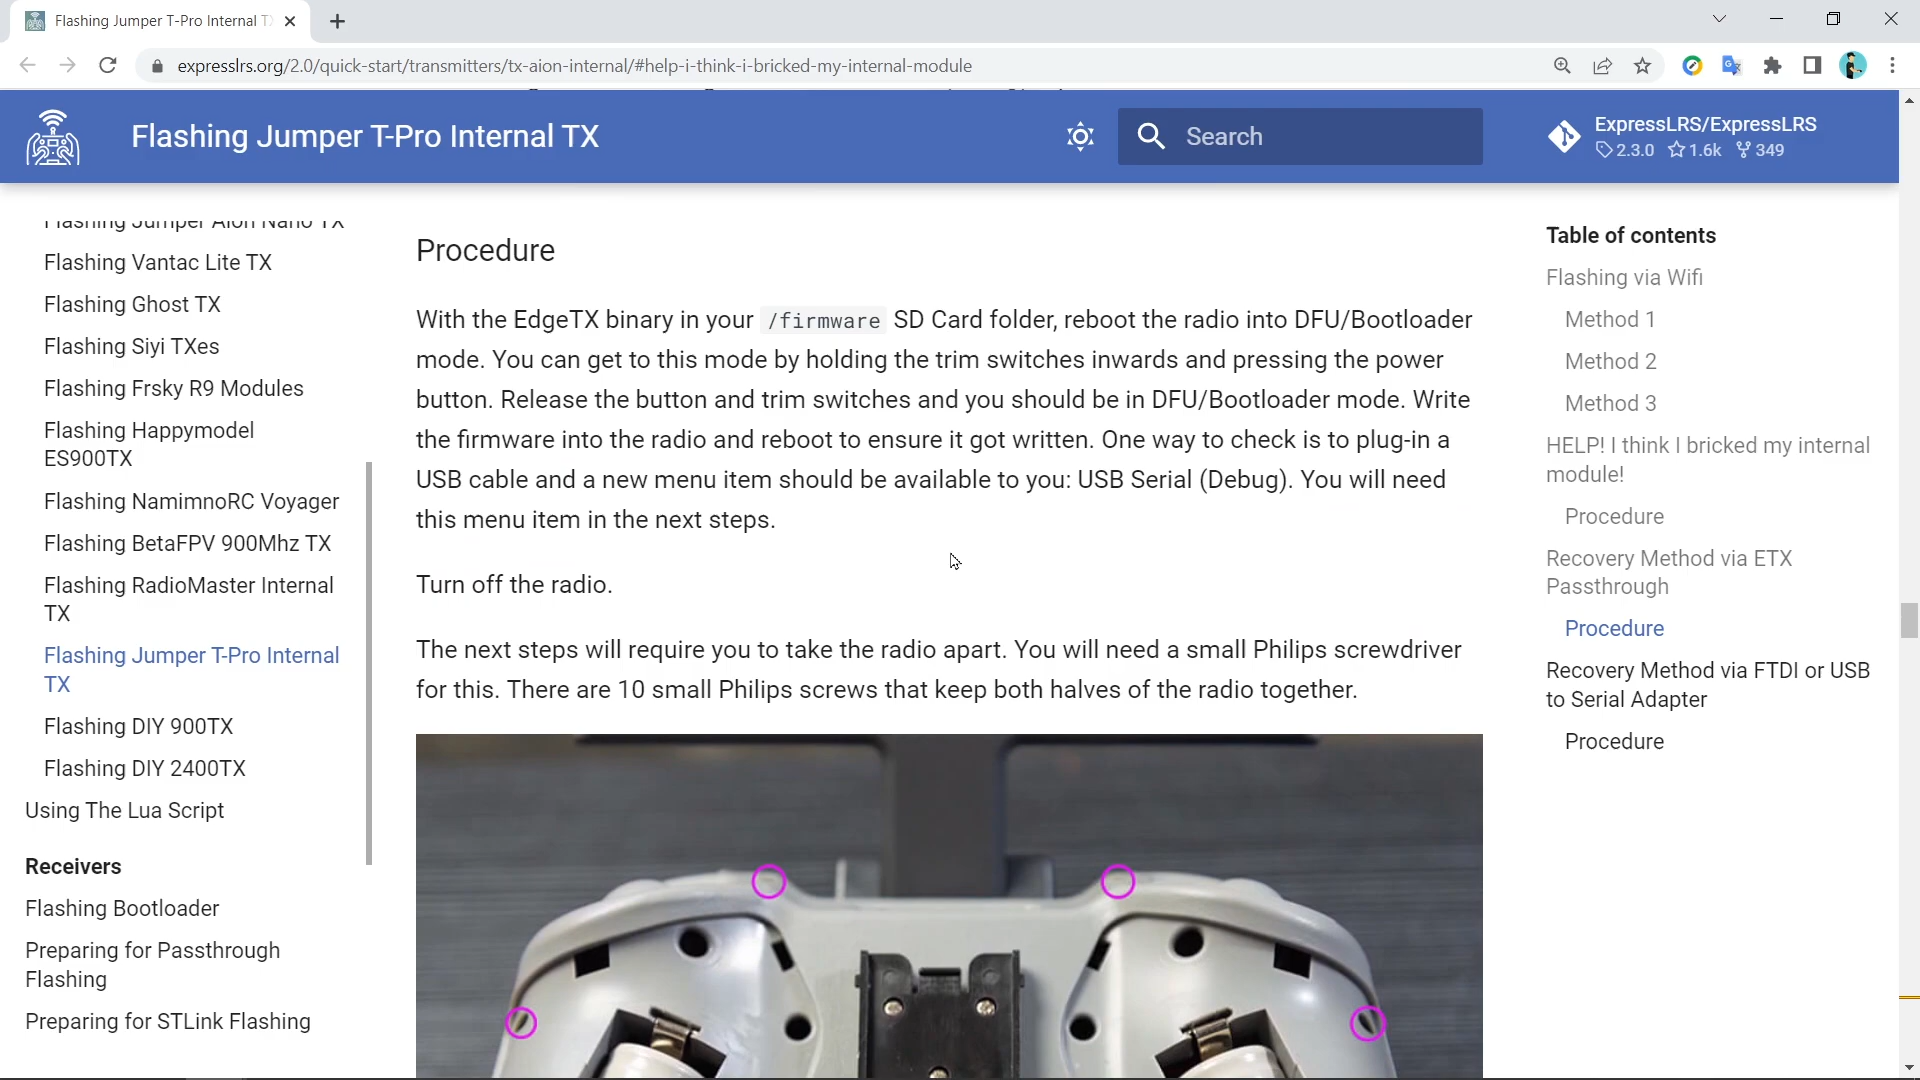 Flashing Jumper T-Pro Internal T
expresslrs.org/2.0/quick-start/transmitters/tx-aion-internal/#help-i-think-i-bricked-my-internal-module
Flashing Jumper T-Pro Internal TX
Search
ExpressLRS/ExpressLRS
2.3.0 1.6k 349
Flashing Jumper Aion Nano TX
Flashing Vantac Lite TX
Flashing Ghost TX
Flashing Siyi TXes
Flashing Frsky R9 Modules
Flashing Happymodel
ES900TX
Flashing NamimnoRC Voyager
Flashing BetaFPV 900Mhz TX
Flashing RadioMaster Internal
TX
Flashing Jumper T-Pro Internal
TX
Flashing DIY 900TX
Flashing DIY 2400TX
Using The Lua Script
Receivers
Flashing Bootloader
Preparing for Passthrough
Flashing
Preparing for STLink Flashing
Procedure
With the EdgeTX binary in your /firmware SD Card folder, reboot the radio into DFU/Bootloader
mode. You can get to this mode by holding the trim switches inwards and pressing the power
button. Release the button and trim switches and you should be in DFU/Bootloader mode. Write
the firmware into the radio and reboot to ensure it got written. One way to check is to plug-in a
USB cable and a new menu item should be available to you: USB Serial (Debug). You will need
this menu item in the next steps.
Turn off the radio.
The next steps will require you to take the radio apart. You will need a small Philips screwdriver
for this. There are 10 small Philips screws that keep both halves of the radio together.
Table of contents
Flashing via Wifi
Method 1
Method 2
Method 3
HELP! I think I bricked my internal
module!
Procedure
Recovery Method via ETX
Passthrough
Procedure
Recovery Method via FTDI or USB
to Serial Adapter
Procedure